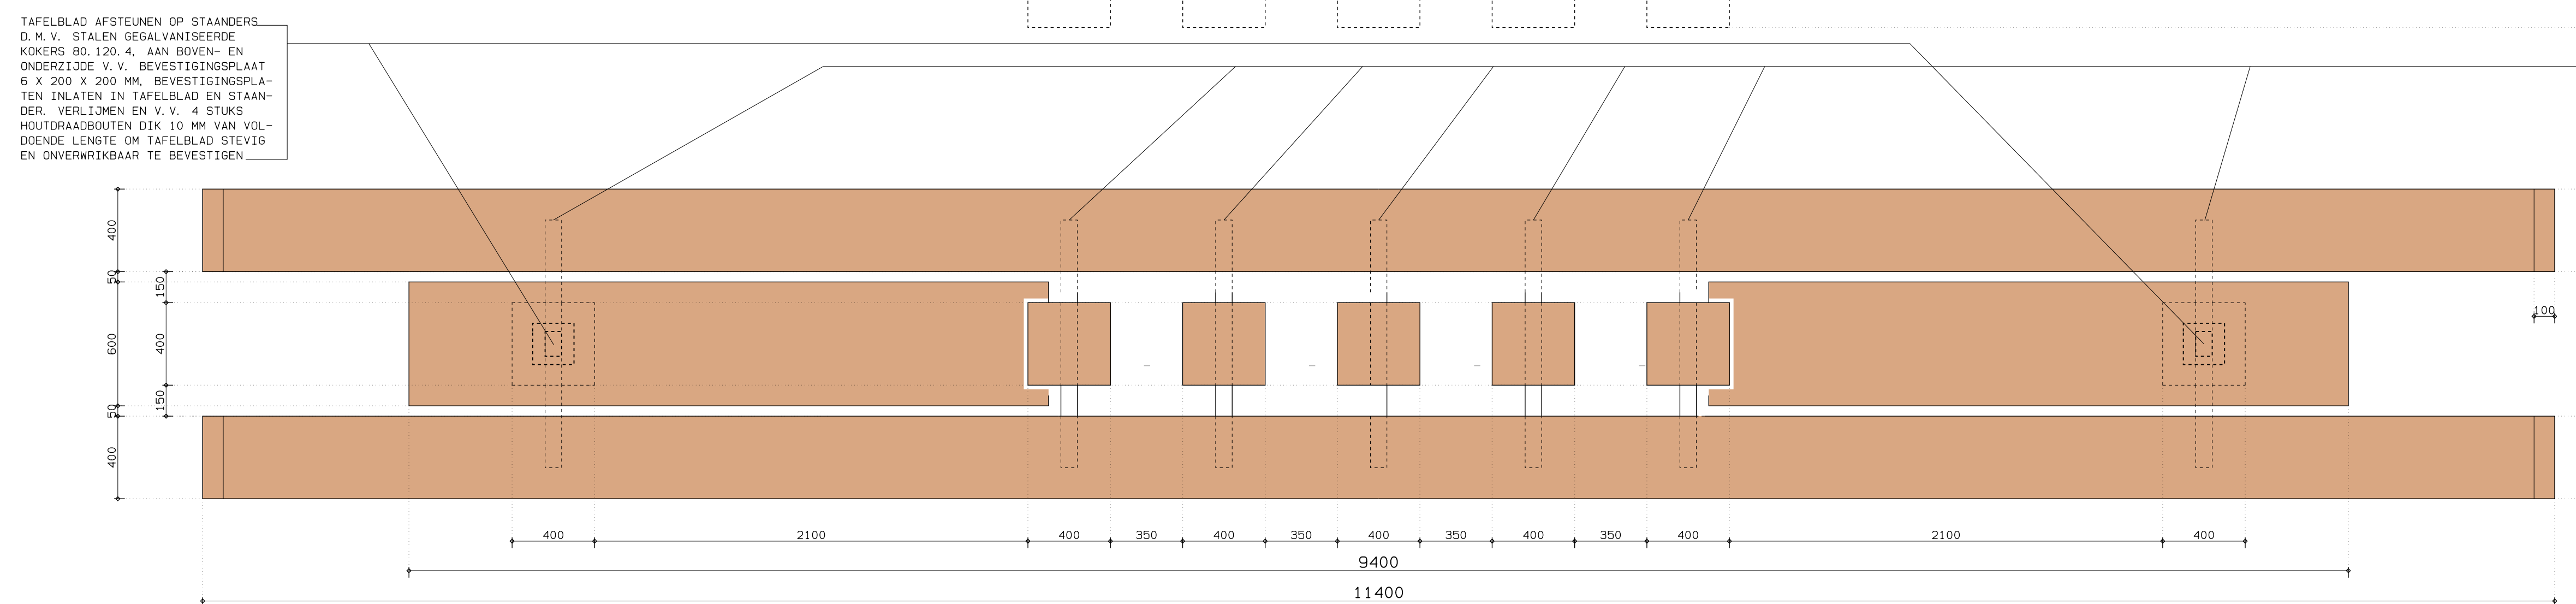 TAFELBLAD AFSTEUNEN OP STAANDERS
D.M.V. STALEN GEGALVANISEERDE
KOKERS 80.120.4, AAN BOVEN- EN
ONDERZIJDE V.V. BEVESTIGINGSPLAAT
6 X 200 X 200 MM, BEVESTIGINGSPLA-
TEN INLATEN IN TAFELBLAD EN STAAN-
DER. VERLIJMEN EN V.V. 4 STUKS
HOUTDRAADBOUTEN DIK 10 MM VAN VOL-
DOENDE LENGTE OM TAFELBLAD STEVIG
EN ONVERWRIKBAAR TE BEVESTIGEN
400
50
600
50
400
150
400
150
100
400 2100 400 350 400 350 400 350 400 350 400 2100 400
9400
11400